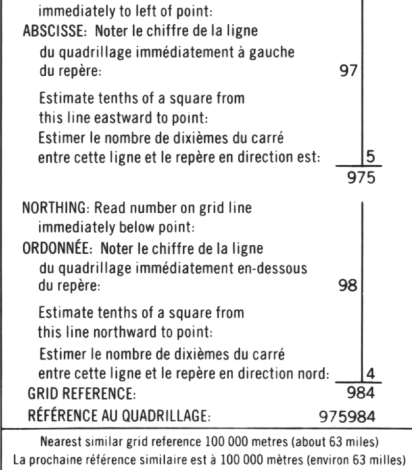 immediately to left of point:
ABSCISSE: Noter le chiffre de la ligne
du quadrillage immédiatement à gauche
du repère: 97
Estimate tenths of a square from
this line eastward to point:
Estimer le nombre de dixièmes du carré
entre cette ligne et le repère en direction est: 5
975
NORTHING: Read number on grid line
immediately below point:
ORDONNÉE: Noter le chiffre de la ligne
du quadrillage immédiatement en-dessous
du repère: 98
Estimate tenths of a square from
this line northward to point:
Estimer le nombre de dixièmes du carré
entre cette ligne et le repère en direction nord: 4
GRID REFERENCE: 984
RÉFÉRENCE AU QUADRILLAGE: 975984
Nearest similar grid reference 100 000 metres (about 63 miles)
La prochaine référence similaire est à 100 000 mètres (environ 63 milles)